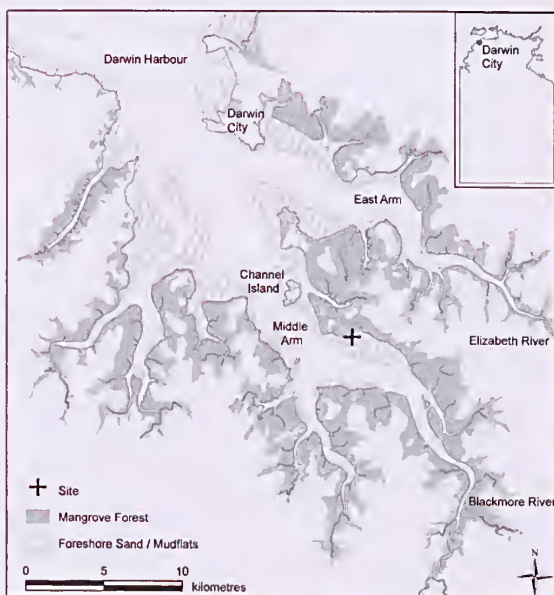 Darwin Harbour
Darwin
City
Darwin
City
East Arm
Channel
Island
Middle
Arm
Elizabeth River
Blackmore River
Site
Mangrove Forest
Foreshore Sand / Mudflats
0 5 10
kilometres
N